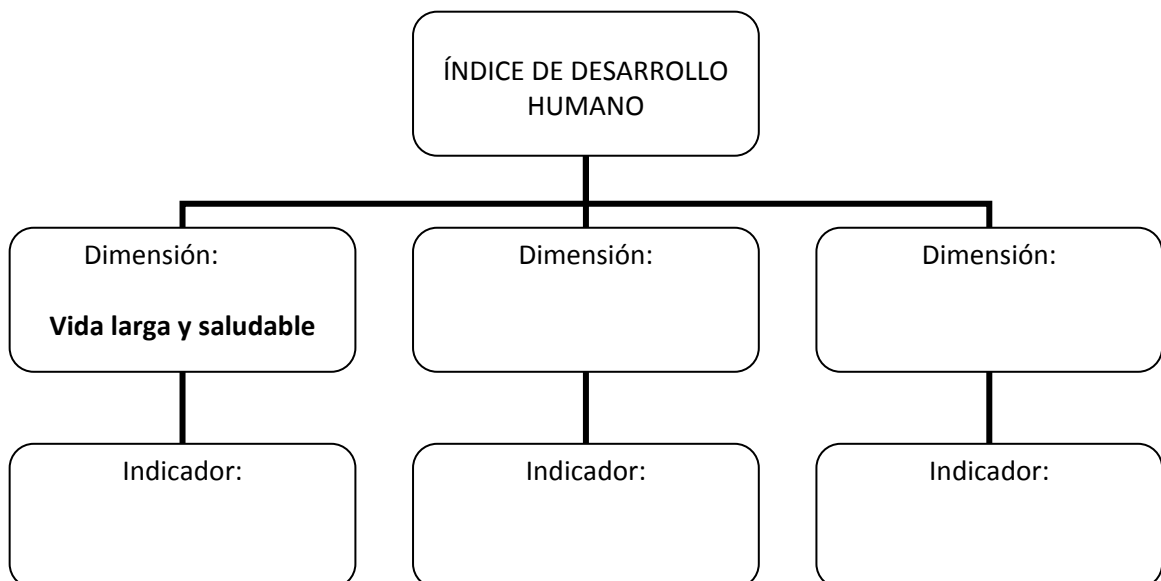 ÍNDICE DE DESARROLLO
HUMANO
Dimensión:
Vida larga y saludable
Dimensión:
Dimensión:
Indicador:
Indicador:
Indicador: